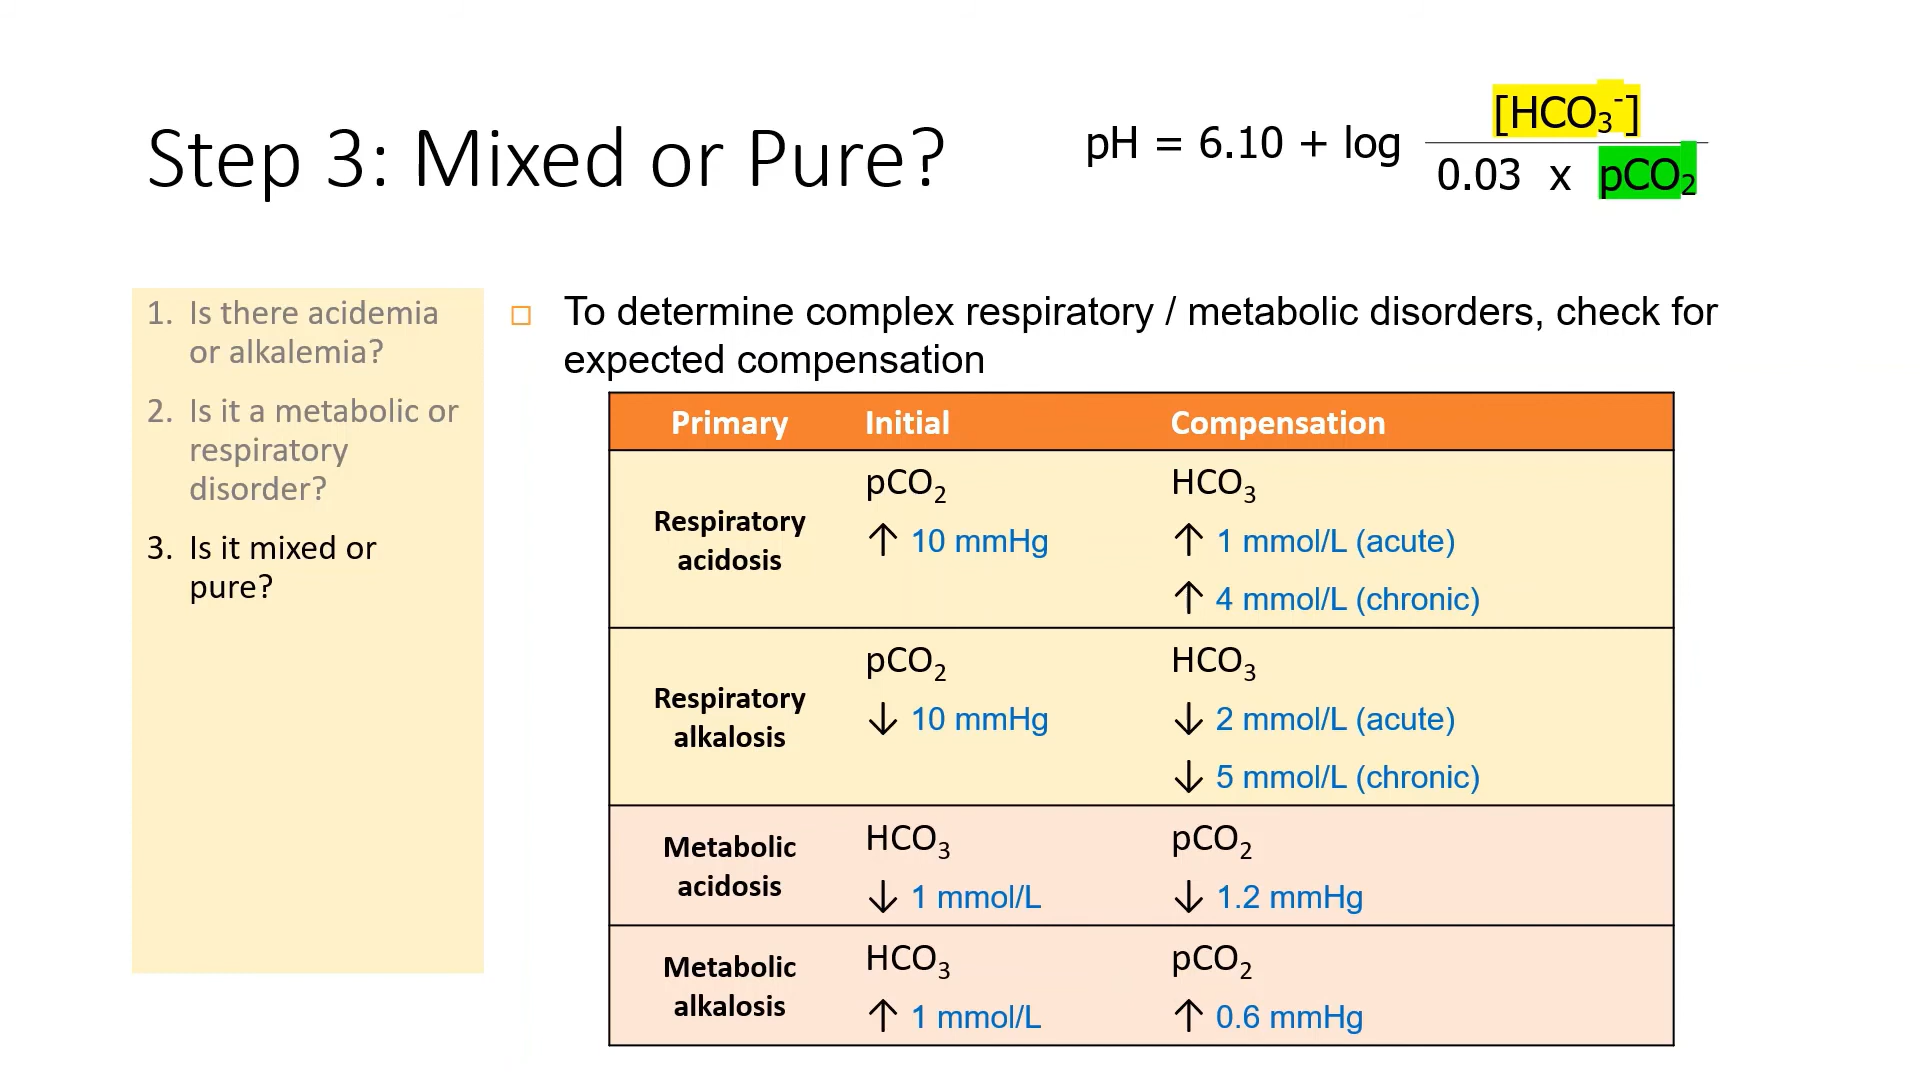 Step 3: Mixed or Pure?
pH = 6.10 + log
[HCO₃⁻]
0.03 x pCO₂
1. Is there acidemia
or alkalemia?
2. Is it a metabolic or
respiratory
disorder?
3. Is it mixed or
pure?
To determine complex respiratory / metabolic disorders, check for
expected compensation
Primary Initial Compensation
Respiratory
acidosis
pCO₂ HCO₃
↑ 10 mmHg ↑ 1 mmol/L (acute)
↑ 4 mmol/L (chronic)
Respiratory
alkalosis
pCO₂ HCO₃
↓ 10 mmHg ↓ 2 mmol/L (acute)
↓ 5 mmol/L (chronic)
Metabolic
acidosis
HCO₃ pCO₂
↓ 1 mmol/L ↓ 1.2 mmHg
Metabolic
alkalosis
HCO₃ pCO₂
↑ 1 mmol/L ↑ 0.6 mmHg